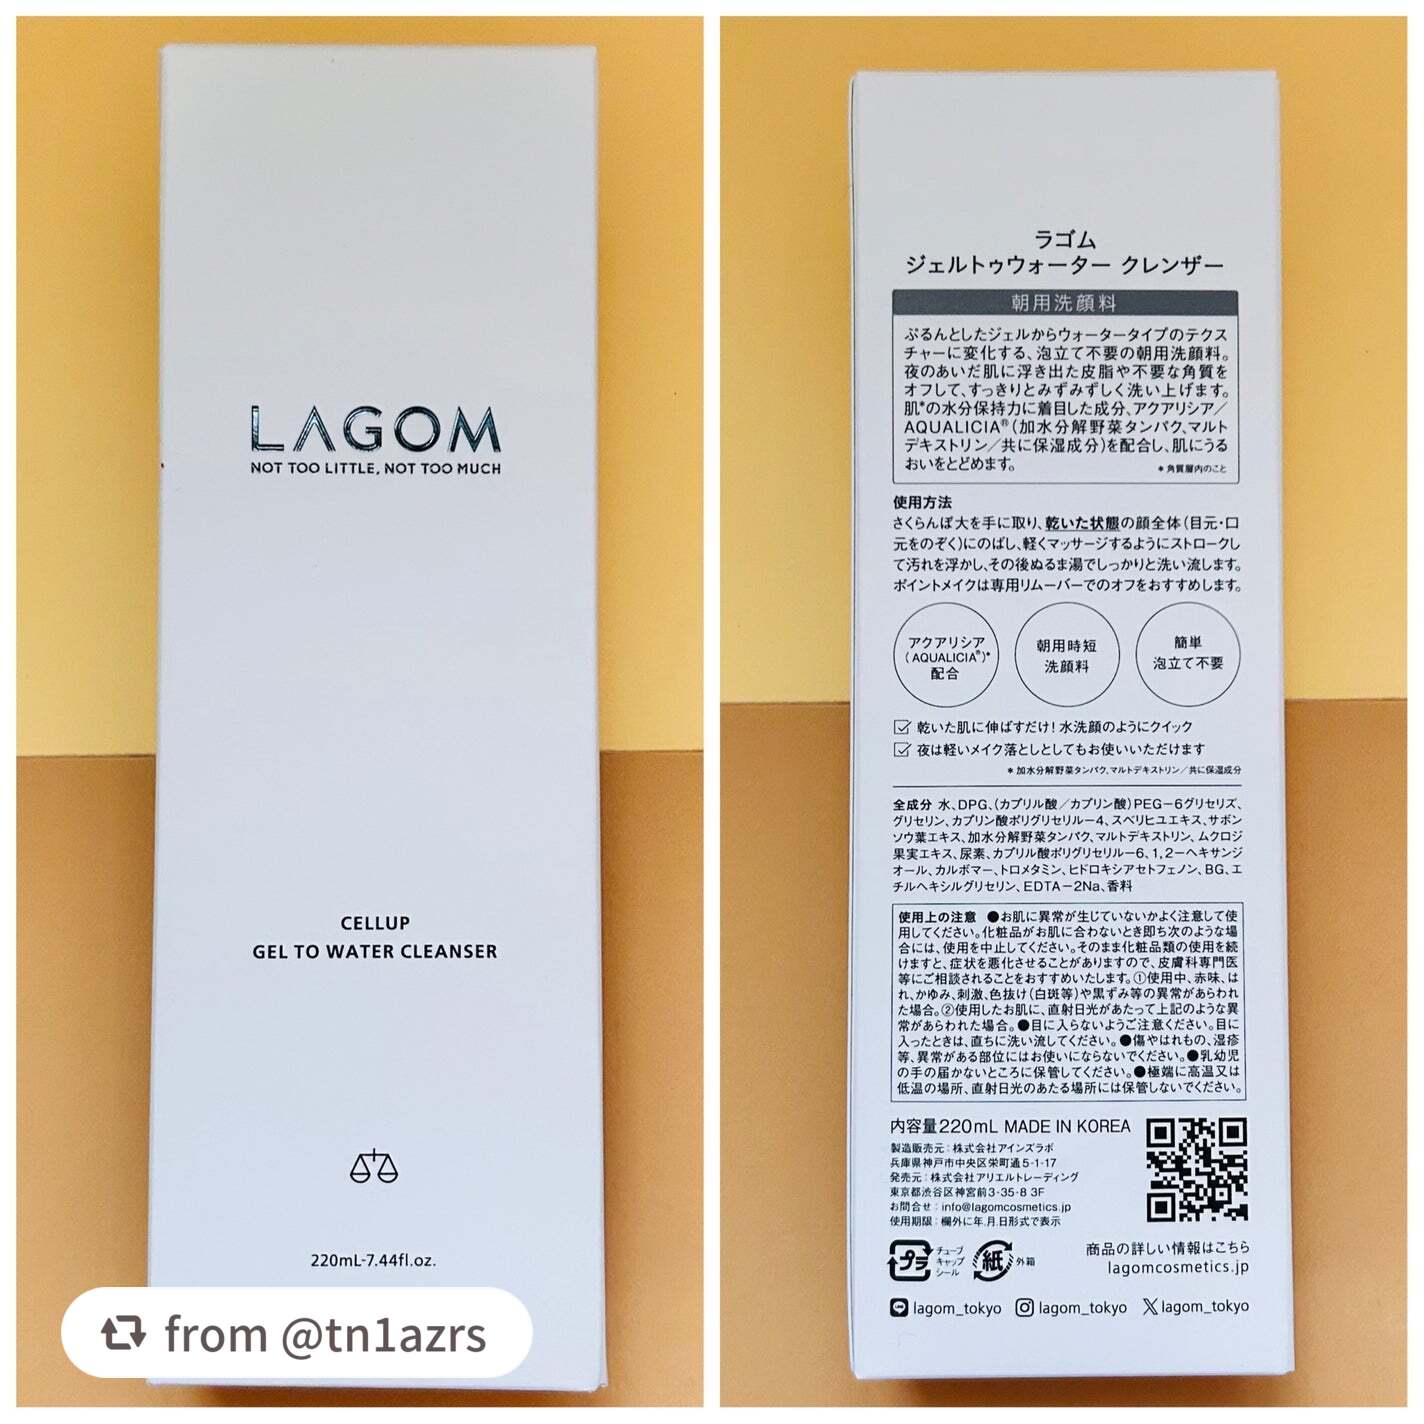 LAGOM
NOT TOO LITTLE, NOT TOO MUCH
CELLUP
GEL TO WATER CLEANSER
220mL-7.44fl.oz.
from @tn1azrs
ラゴム
ジェルトゥウォーター クレンザー
朝用洗顔料
ぷるんとしたジェルからウォータータイプのテクス
チャーに変化する、泡立て不要の朝用洗顔料。
夜のあいだ肌に浮き出た皮脂や不要な角質を
オフして、すっきりとみずみずしく洗い上げます。
肌*の水分保持力に着目した成分、アクアリシア／
AQUALICIA®(加水分解野菜タンパク、マルト
デキストリン／共に保湿成分)を配合し、肌にうる
おいをとどめます。
*角質層内のこと
使用方法
さくらんぼ大を手に取り、乾いた状態の顔全体(目元・口
元をのぞく)にのばし、軽くマッサージするようにストロークし
て汚れを浮かし、その後ぬるま湯でしっかりと洗い流します。
ポイントメイクは専用リムーバーでのオフをおすすめします。
アクアリシア
(AQUALICIA®)*
配合
朝用時短
洗顔料
簡単
泡立て不要
乾いた肌に伸ばすだけ!水洗顔のようにクイック
夜は軽いメイク落としとしてもお使いいただけます
*加水分解野菜タンパク、マルトデキストリン／共に保湿成分
全成分 水、DPG、(カプリル酸／カプリン酸)PEG－6グリセリズ、
グリセリン、カプリン酸ポリグリセリル－4、スベリヒユエキス、サボン
ソウ葉エキス、加水分解野菜タンパク、マルトデキストリン、ムクロジ
果実エキス、尿素、カプリル酸ポリグリセリル－6、1,2－ヘキサンジ
オール、カルボマー、トロメタミン、ヒドロキシアセトフェノン、BG、エ
チルヘキシルグリセリン、EDTA－2Na、香料
使用上の注意 ●お肌に異常が生じていないかよく注意して使
用してください。化粧品がお肌に合わないとき即ち次のような場
合には、使用を中止してください。そのまま化粧品類の使用を続
けますと、症状を悪化させることがありますので、皮膚科専門医
等にご相談されることをおすすめいたします。①使用中、赤味、は
れ、かゆみ、刺激、色抜け(白斑等)や黒ずみ等の異常があらわれ
た場合。②使用したお肌に、直射日光があたって上記のような異
常があらわれた場合。●目に入らないようご注意ください。目に
入ったときは、直ちに洗い流してください。●傷やはれもの、湿疹
等、異常がある部位にはお使いにならないでください。●乳幼児
の手の届かないところに保管してください。●極端に高温又は
低温の場所、直射日光のあたる場所には保管しないでください。
内容量220mL MADE IN KOREA
製造販売元：株式会社アインズラボ
兵庫県神戸市中央区栄町通5-1-17
発売元：株式会社アリエルトレーディング
東京都渋谷区神宮前3-35-8 3F
お問合せ：info@lagomcosmetics.jp
使用期限：欄外に年.月.日形式で表示
プラ
チューブ
キャップ
シール
紙
外箱
商品の詳しい情報はこちら
lagomcosmetics.jp
lagom_tokyo lagom_tokyo lagom_tokyo